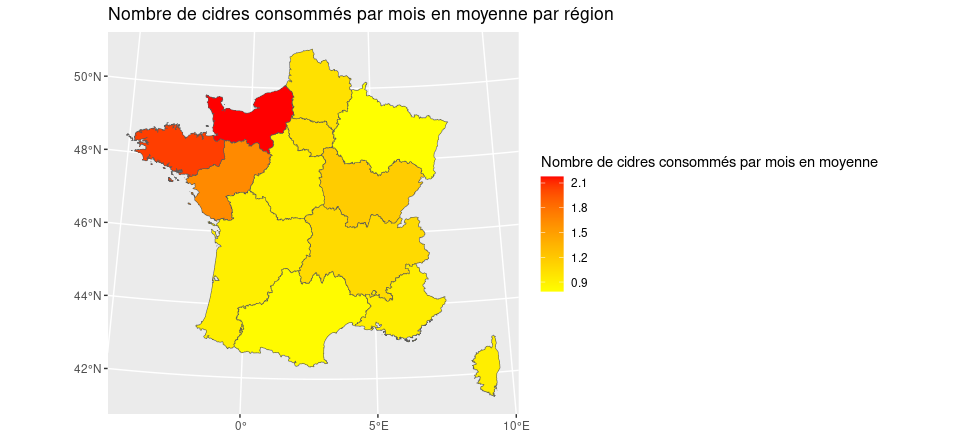 Nombre de cidres consommés par mois en moyenne par région
50°N
48°N
46°N
44°N
42°N
0°
5°E
10°E
Nombre de cidres consommés par mois en moyenne
2.1
1.8
1.5
1.2
0.9